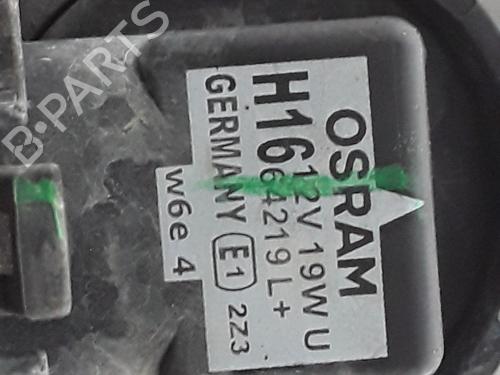 OSRAM
H16 12V 19W U
64219L+
GERMANY E1 2Z3
w6e 4
B-PARTS